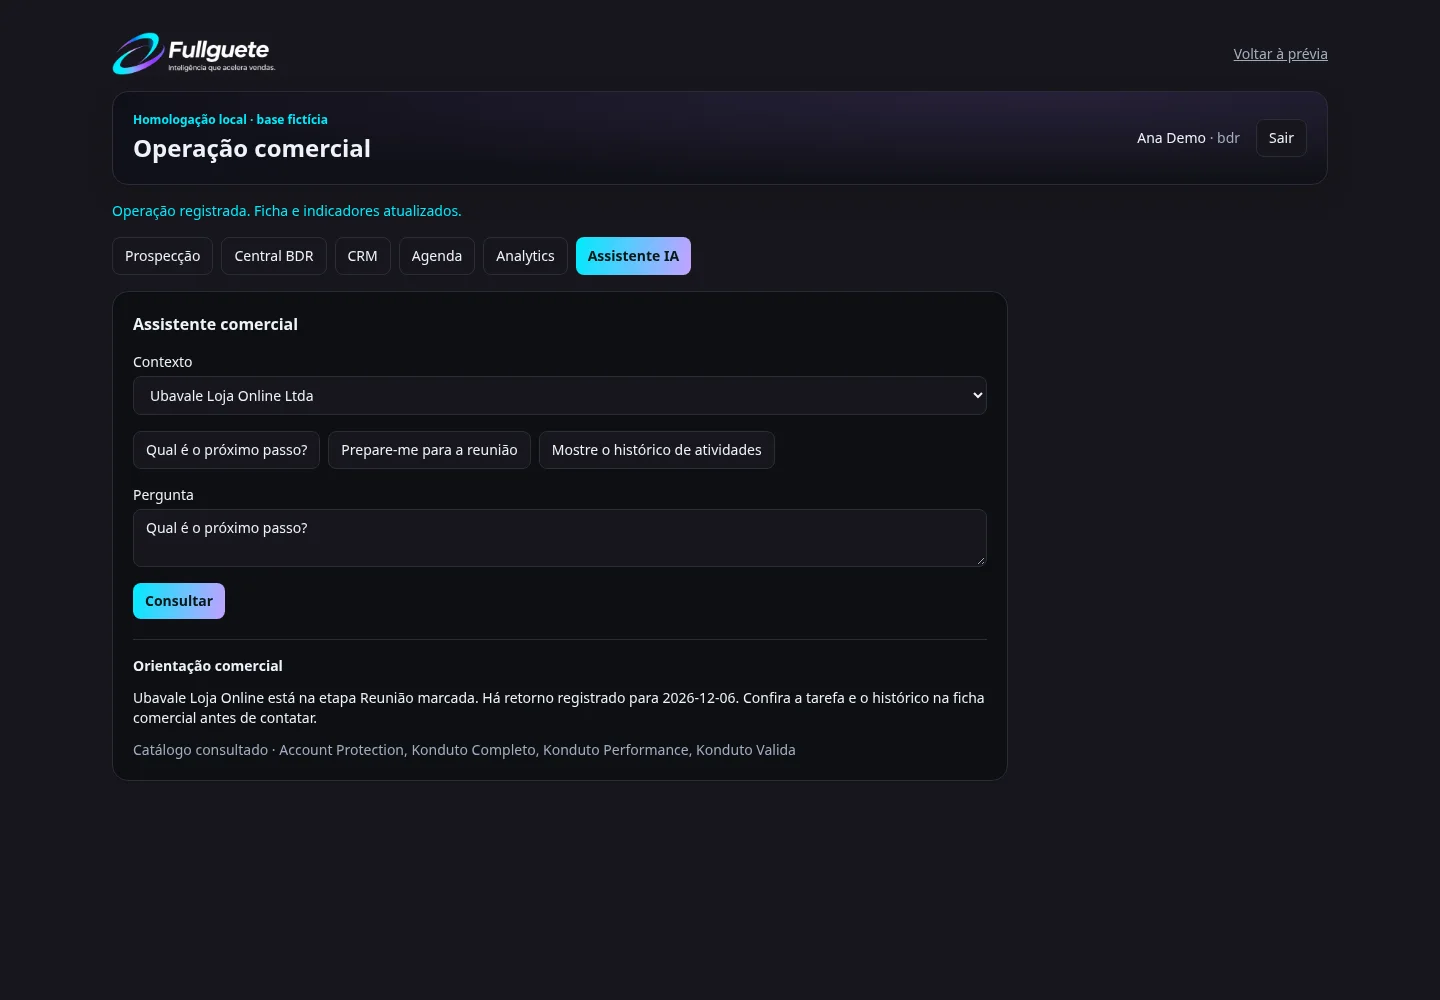 Fullguete
Inteligência que acelera vendas.
Voltar à prévia
Homologação local · base fictícia
Operação comercial
Ana Demo · bdr
Sair
Operação registrada. Ficha e indicadores atualizados.
Prospecção
Central BDR
CRM
Agenda
Analytics
Assistente IA
Assistente comercial
Contexto
Ubavale Loja Online Ltda
Qual é o próximo passo?
Prepare-me para a reunião
Mostre o histórico de atividades
Pergunta
Qual é o próximo passo?
Consultar
Orientação comercial
Ubavale Loja Online está na etapa Reunião marcada. Há retorno registrado para 2026-12-06. Confira a tarefa e o histórico na ficha
comercial antes de contatar.
Catálogo consultado · Account Protection, Konduto Completo, Konduto Performance, Konduto Valida